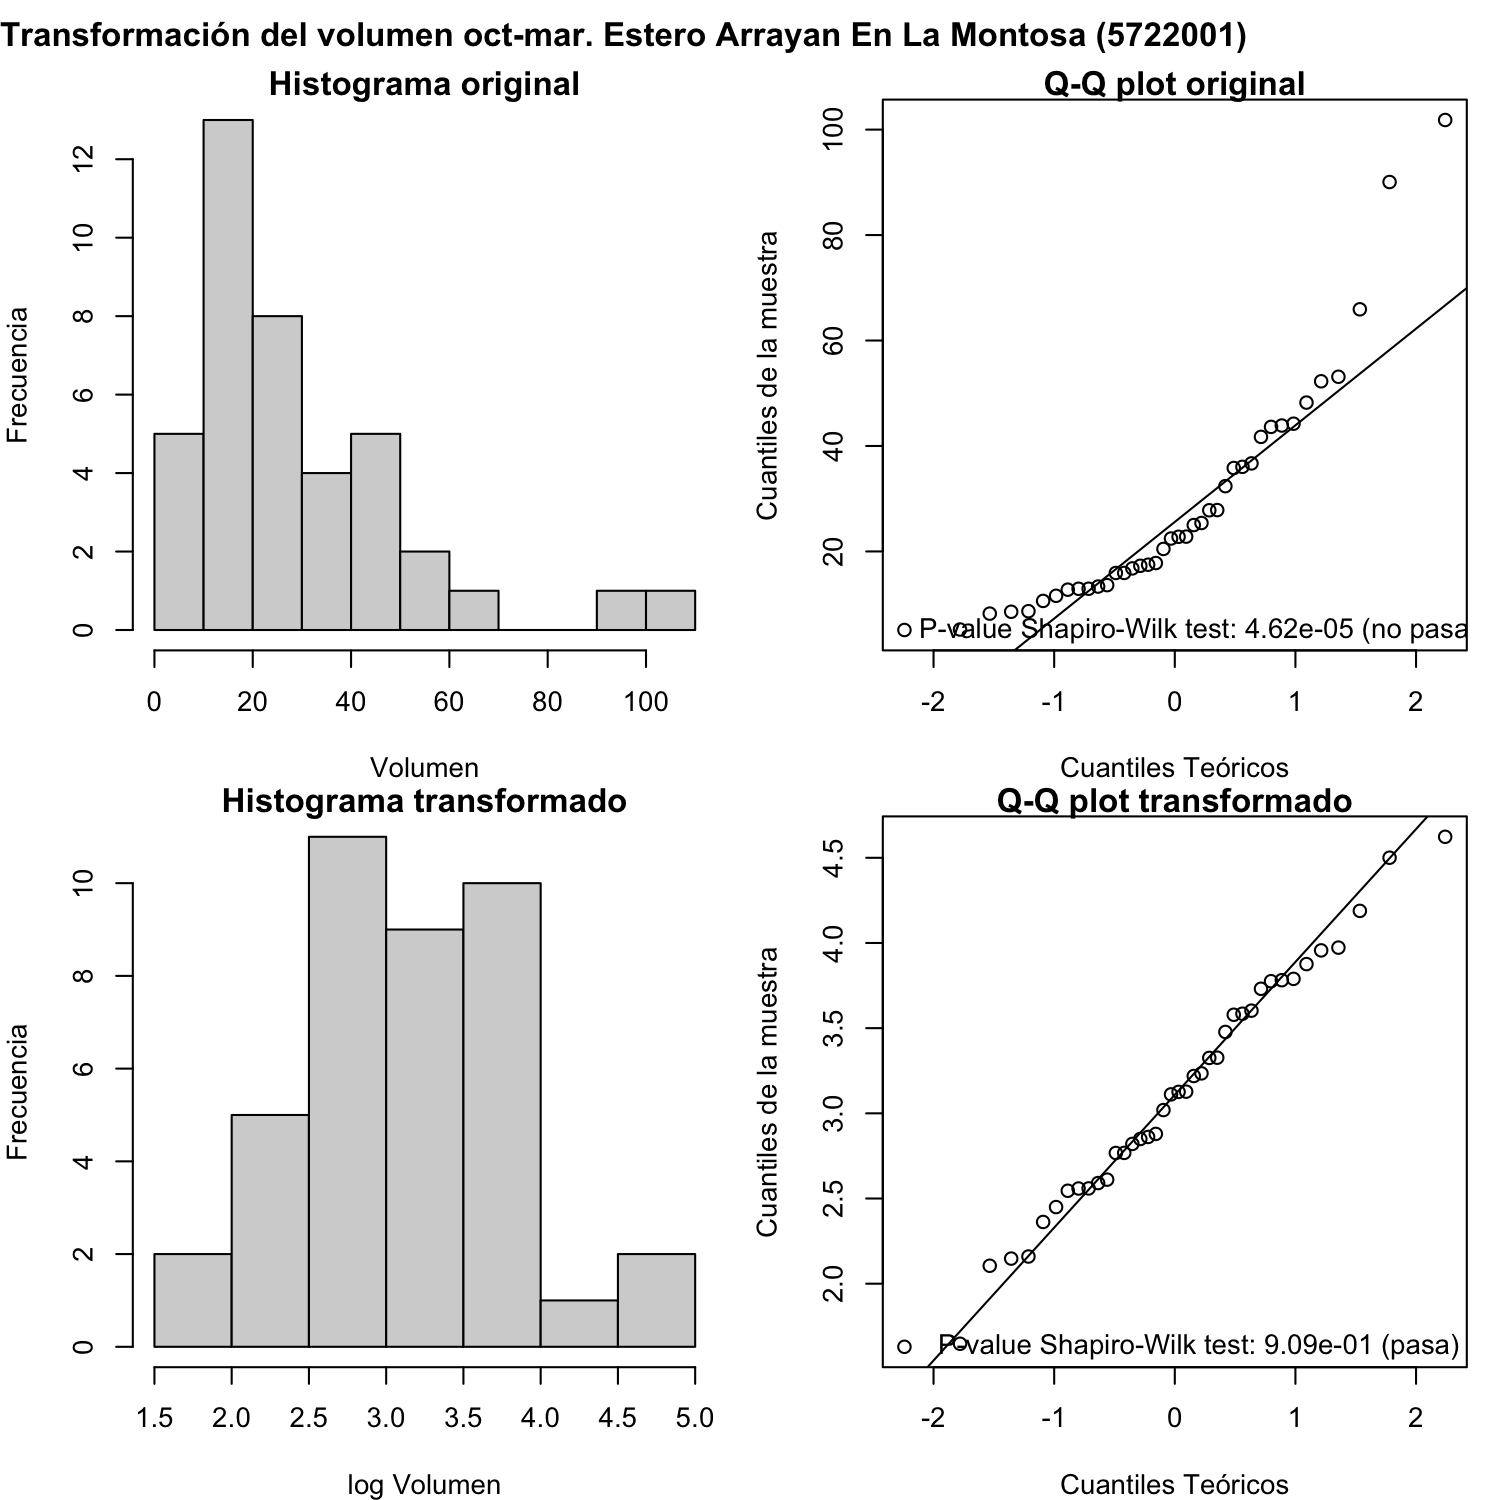 Transformación del volumen oct-mar. Estero Arrayan En La Montosa (5722001)
Histograma original
Frecuencia
12
10
8
6
4
2
0
0 20 40 60 80 100
Volumen
Q-Q plot original
Cuantiles de la muestra
100
80
60
40
20
P-value Shapiro-Wilk test: 4.62e-05 (no pasa
-2 -1 0 1 2
Cuantiles Teóricos
Histograma transformado
Frecuencia
10
8
6
4
2
0
1.5 2.0 2.5 3.0 3.5 4.0 4.5 5.0
log Volumen
Q-Q plot transformado
Cuantiles de la muestra
4.5
4.0
3.5
3.0
2.5
2.0
P-value Shapiro-Wilk test: 9.09e-01 (pasa)
-2 -1 0 1 2
Cuantiles Teóricos